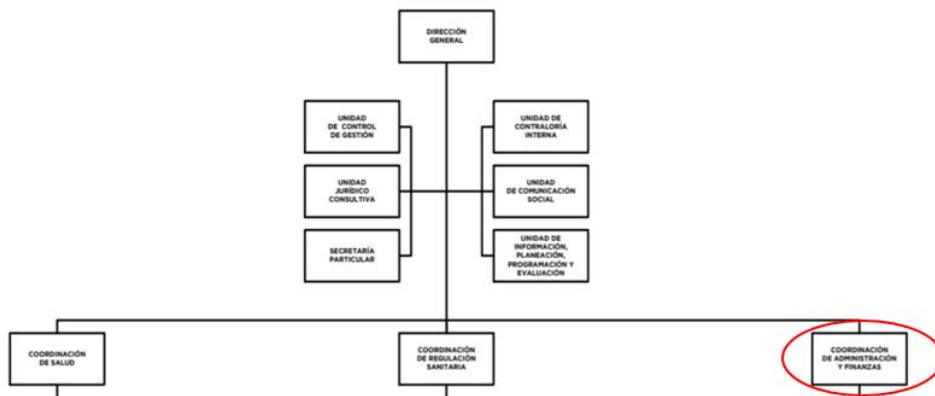 DIRECCIÓN
GENERAL
UNIDAD
DE CONTROL
DE GESTIÓN
UNIDAD DE
CONTRALORÍA
INTERNA
UNIDAD
JURÍDICO
CONSULTIVA
UNIDAD
DE COMUNICACIÓN
SOCIAL
SECRETARÍA
PARTICULAR
UNIDAD DE
INFORMACIÓN,
PLANEACIÓN,
PROGRAMACIÓN Y
EVALUACIÓN
COORDINACIÓN
DE SALUD
COORDINACIÓN
DE REGULACIÓN
SANITARIA
COORDINACIÓN
DE ADMINISTRACIÓN
Y FINANZAS